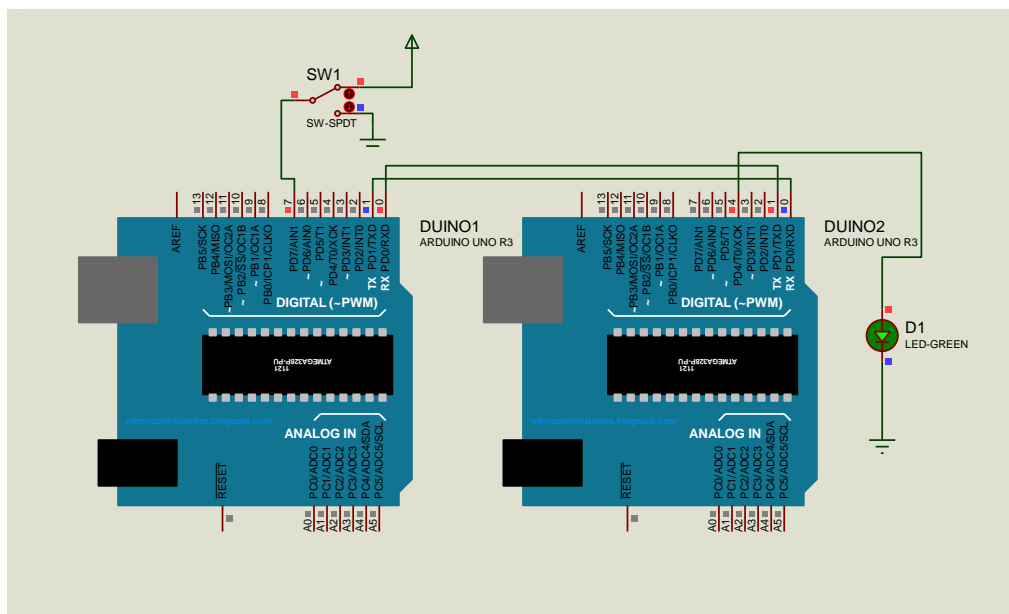 SW1
SW-SPDT
13
12
11
10
9
8
7
6
5
4
3
2
1
0
AREF
PB5/SCK
PB4/MISO
~PB3/MOSI/OC2A
~PB2/SS/OC1B
~PB1/OC1A
PB0/ICP1/CLKO
PD7/AIN1
~PD6/AIN0
~PD5/T1
PD4/T0/XCK
~PD3/INT1
PD2/INT0
TX PD1/TXD
RX PD0/RXD
DIGITAL (~PWM)
DUINO1
ARDUINO UNO R3
1121
ATMEGA328P-PU
microcontrolandos.blogspot.com
ANALOG IN
RESET
PC0/ADC0
PC1/ADC1
PC2/ADC2
PC3/ADC3
PC4/ADC4/SDA
PC5/ADC5/SCL
A0
A1
A2
A3
A4
A5
13
12
11
10
9
8
7
6
5
4
3
2
1
0
AREF
PB5/SCK
PB4/MISO
~PB3/MOSI/OC2A
~PB2/SS/OC1B
~PB1/OC1A
PB0/ICP1/CLKO
PD7/AIN1
~PD6/AIN0
~PD5/T1
PD4/T0/XCK
~PD3/INT1
PD2/INT0
TX PD1/TXD
RX PD0/RXD
DIGITAL (~PWM)
DUINO2
ARDUINO UNO R3
1121
ATMEGA328P-PU
microcontrolandos.blogspot.com
ANALOG IN
RESET
PC0/ADC0
PC1/ADC1
PC2/ADC2
PC3/ADC3
PC4/ADC4/SDA
PC5/ADC5/SCL
A0
A1
A2
A3
A4
A5
D1
LED-GREEN